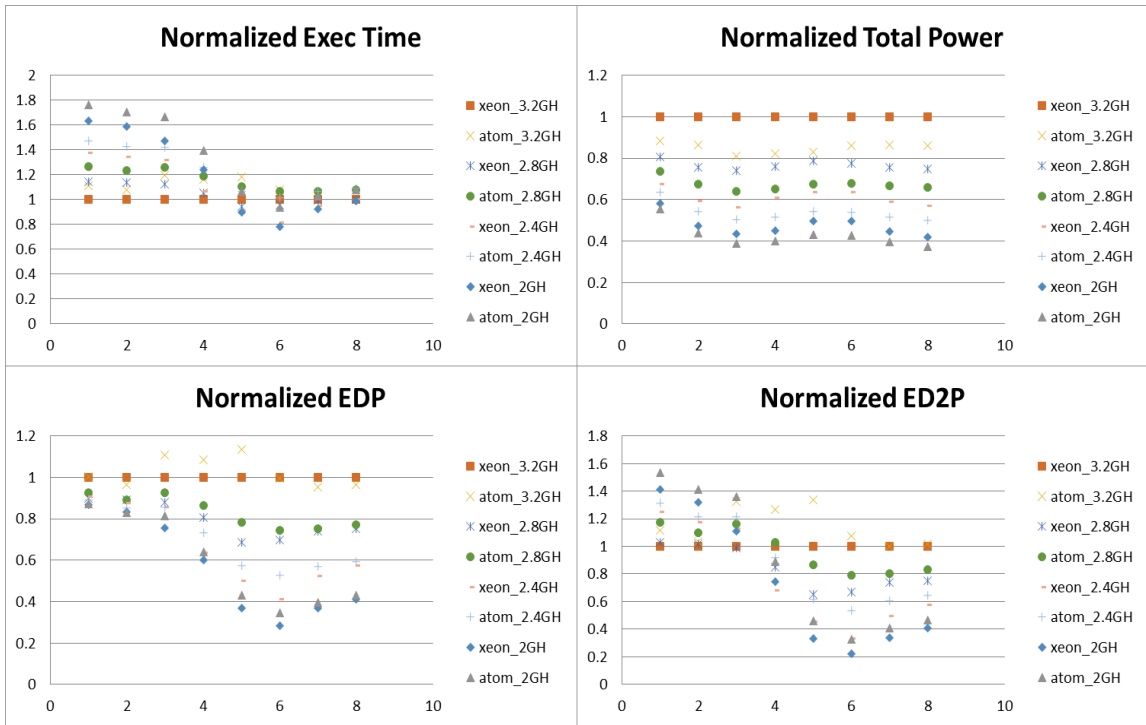 Normalized Exec Time
2
1.8
1.6
1.4
1.2
1
0.8
0.6
0.4
0.2
0
0 2 4 6 8 10
xeon_3.2GH
atom_3.2GH
xeon_2.8GH
atom_2.8GH
xeon_2.4GH
atom_2.4GH
xeon_2GH
atom_2GH
Normalized Total Power
1.2
1
0.8
0.6
0.4
0.2
0
0 2 4 6 8 10
xeon_3.2GH
atom_3.2GH
xeon_2.8GH
atom_2.8GH
xeon_2.4GH
atom_2.4GH
xeon_2GH
atom_2GH
Normalized EDP
1.2
1
0.8
0.6
0.4
0.2
0
0 2 4 6 8 10
xeon_3.2GH
atom_3.2GH
xeon_2.8GH
atom_2.8GH
xeon_2.4GH
atom_2.4GH
xeon_2GH
atom_2GH
Normalized ED2P
1.8
1.6
1.4
1.2
1
0.8
0.6
0.4
0.2
0
0 2 4 6 8 10
xeon_3.2GH
atom_3.2GH
xeon_2.8GH
atom_2.8GH
xeon_2.4GH
atom_2.4GH
xeon_2GH
atom_2GH